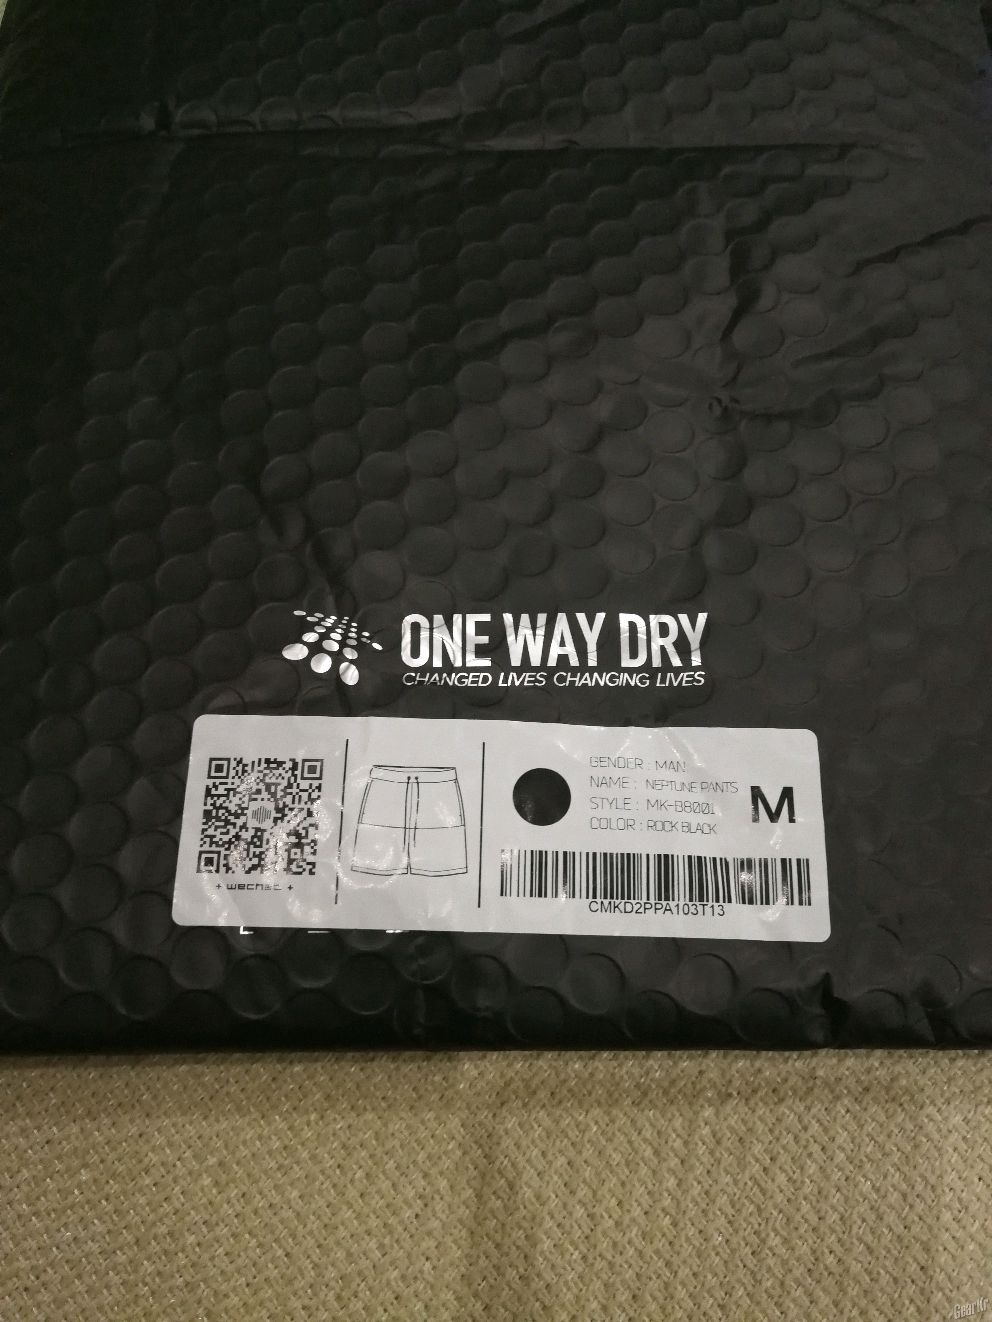 ONE WAY DRY
CHANGED LIVES CHANGING LIVES
+ wechat +
GENDER : MAN
NAME : NEPTUNE PANTS
STYLE : MK-B8001
COLOR : ROCK BLACK
M
CMKD2PPA103T13
GearKr